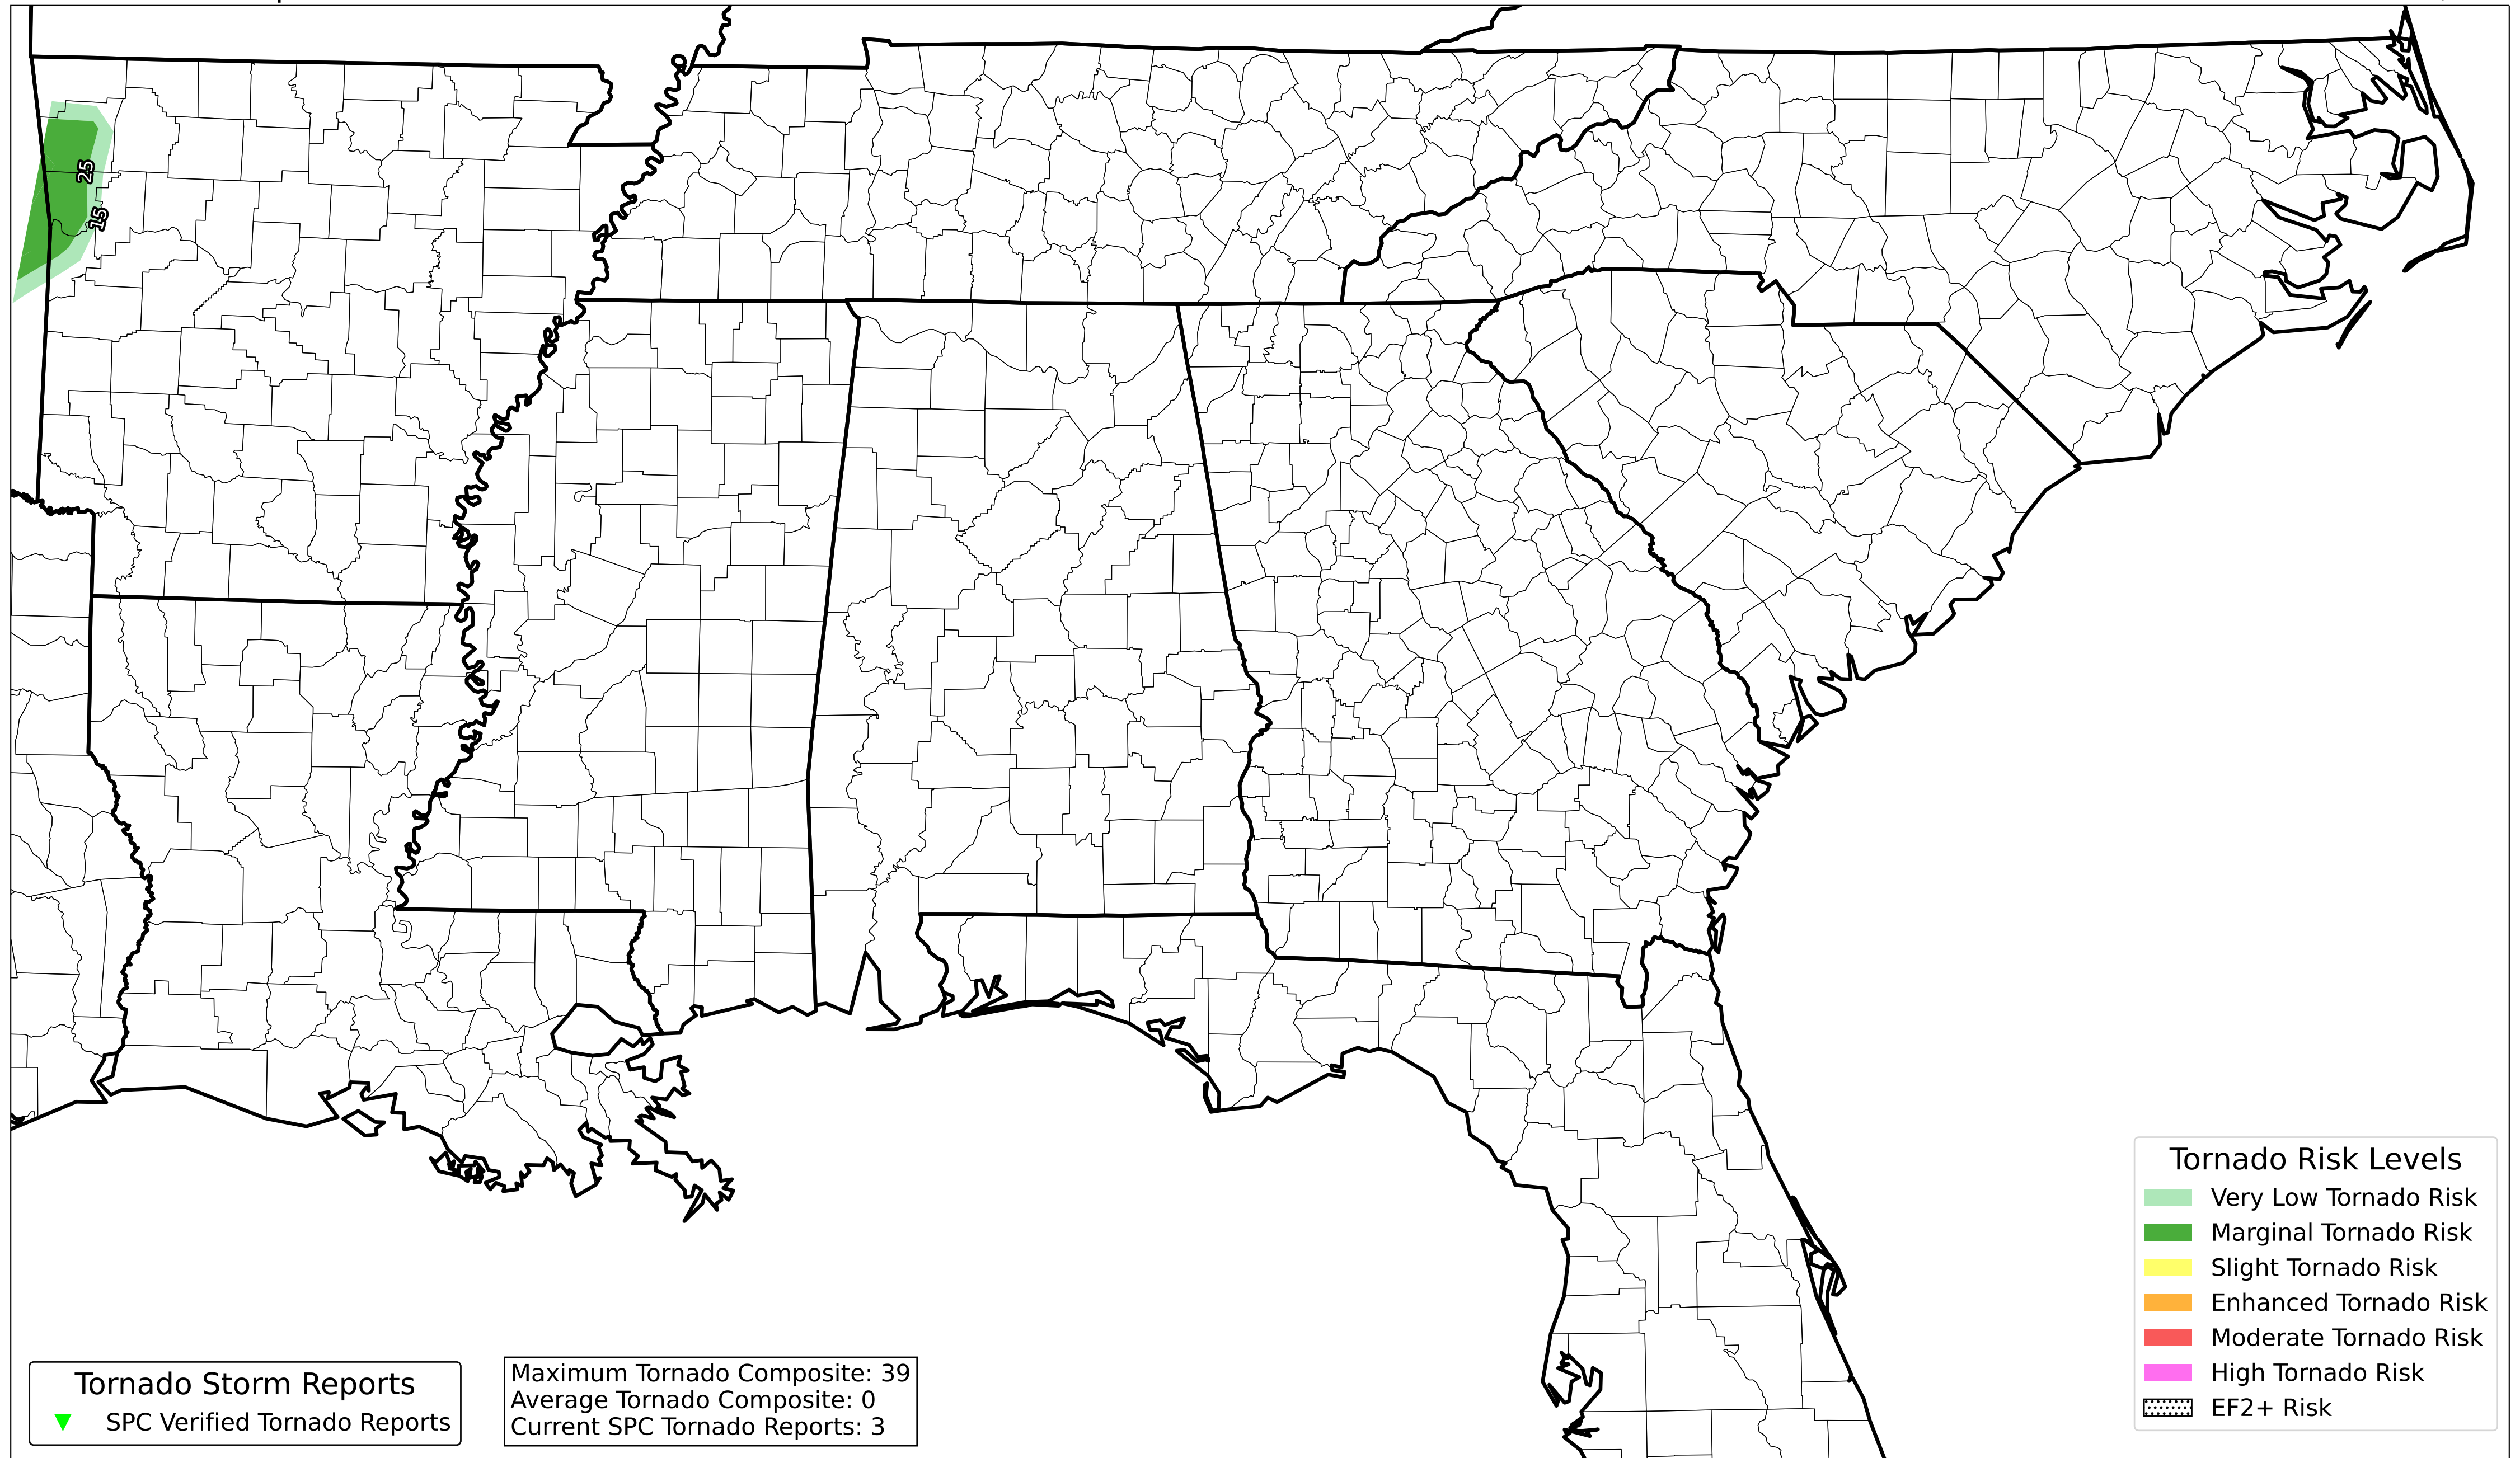 25
15
Tornado Risk Levels
Very Low Tornado Risk
Marginal Tornado Risk
Slight Tornado Risk
Enhanced Tornado Risk
Moderate Tornado Risk
High Tornado Risk
EF2+ Risk
Tornado Storm Reports
SPC Verified Tornado Reports
Maximum Tornado Composite: 39
Average Tornado Composite: 0
Current SPC Tornado Reports: 3